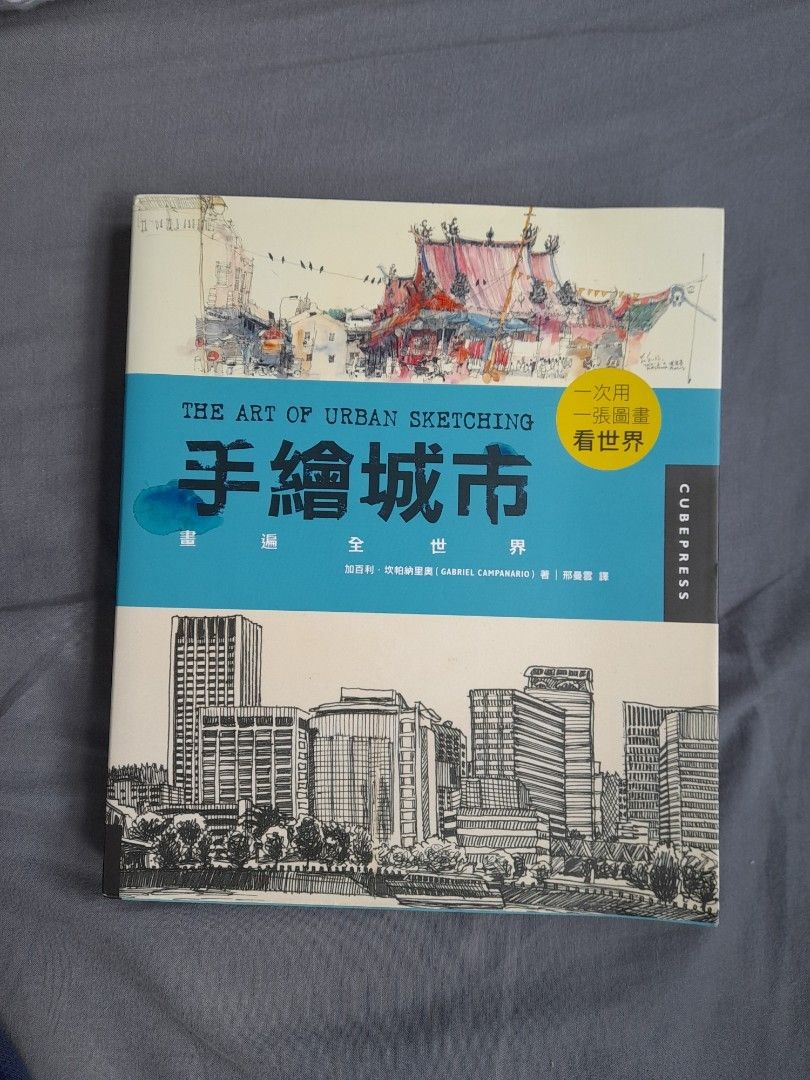 THE ART OF URBAN SKETCHING
手繪城市
畫遍全世界
加百利·坎帕納里奧(GABRIEL CAMPANARIO) 著|邢曼雲 譯
一次用
一張圖畫
看世界
CUBEPRESS